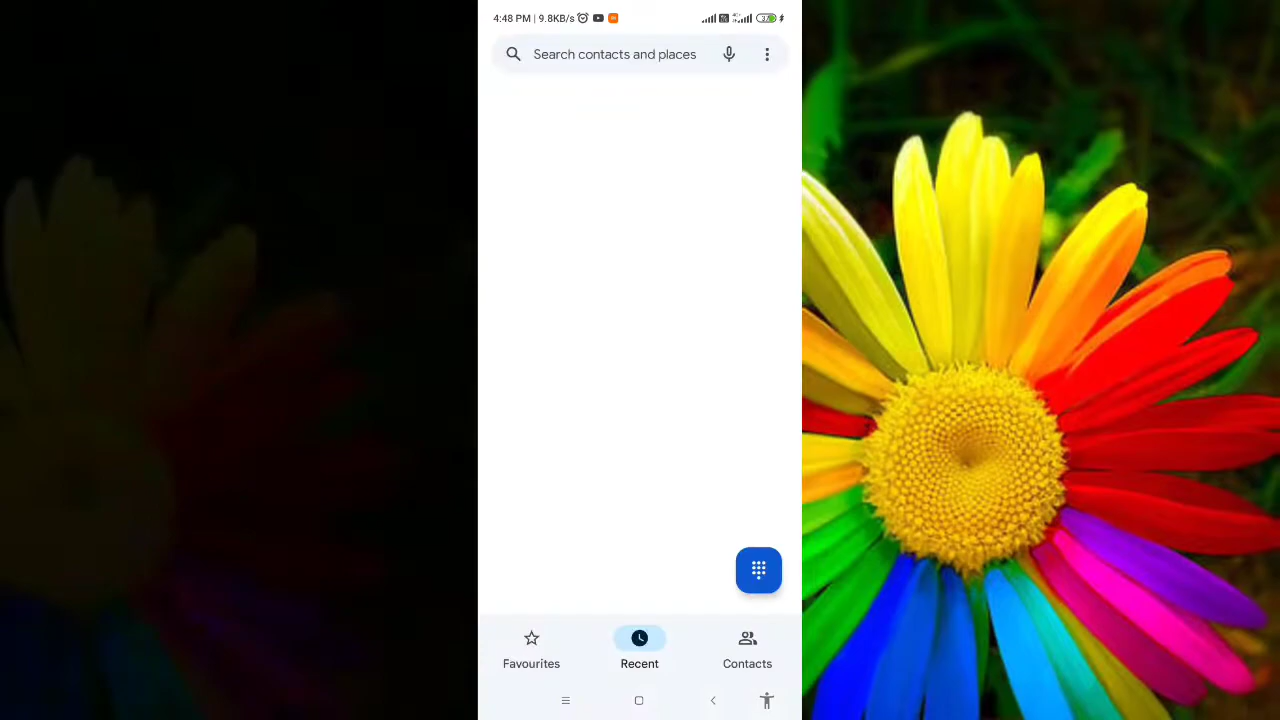 4:48 PM | 9.8KB/s
Search contacts and places
Favourites
Recent
Contacts